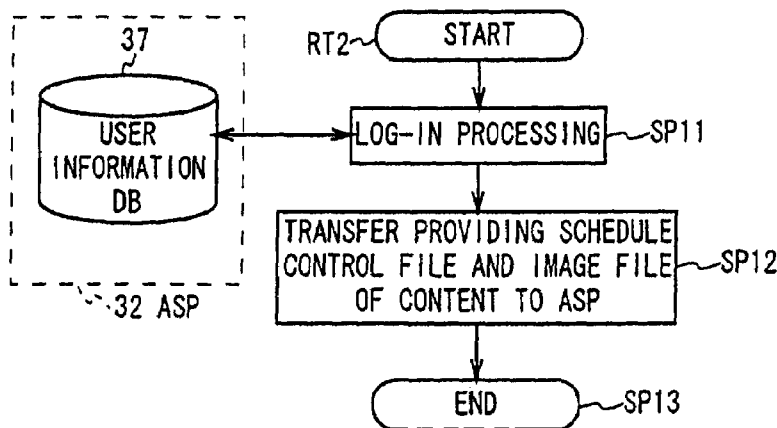 37
USER
INFORMATION
DB
32 ASP
RT2
START
LOG-IN PROCESSING
SP11
TRANSFER PROVIDING SCHEDULE
CONTROL FILE AND IMAGE FILE
OF CONTENT TO ASP
SP12
END
SP13